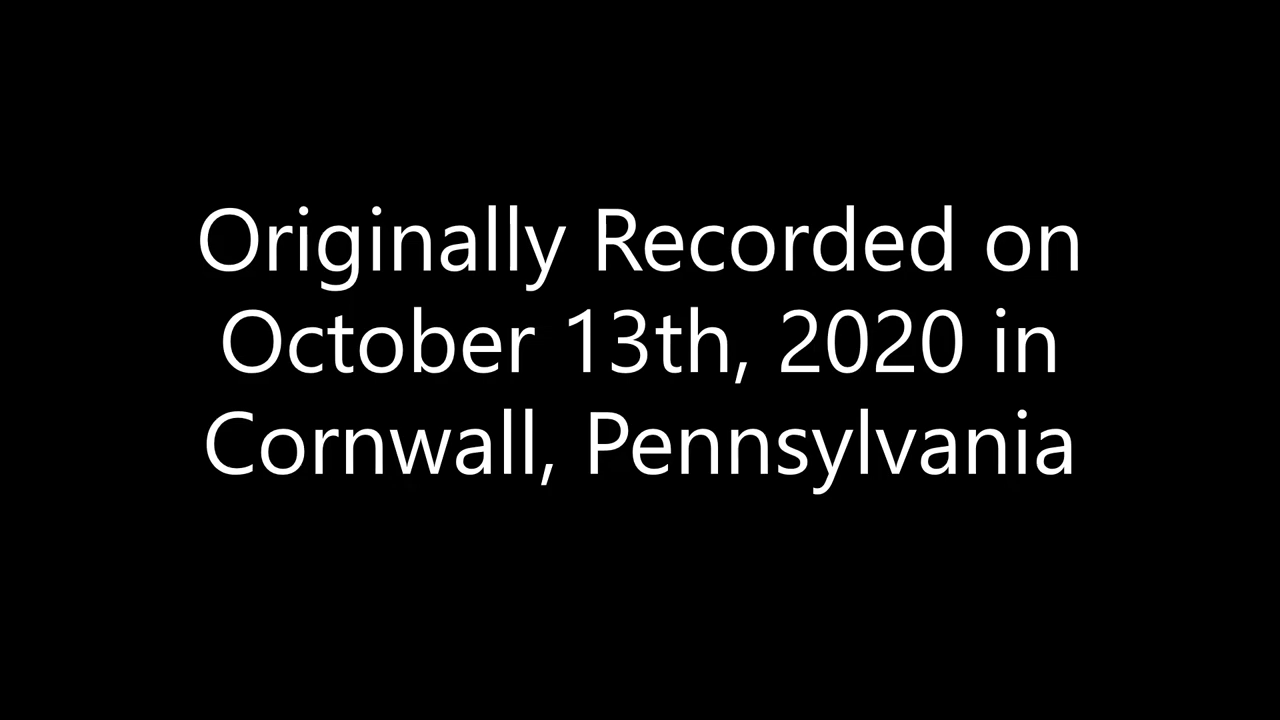 Originally Recorded on
October 13th, 2020 in
Cornwall, Pennsylvania